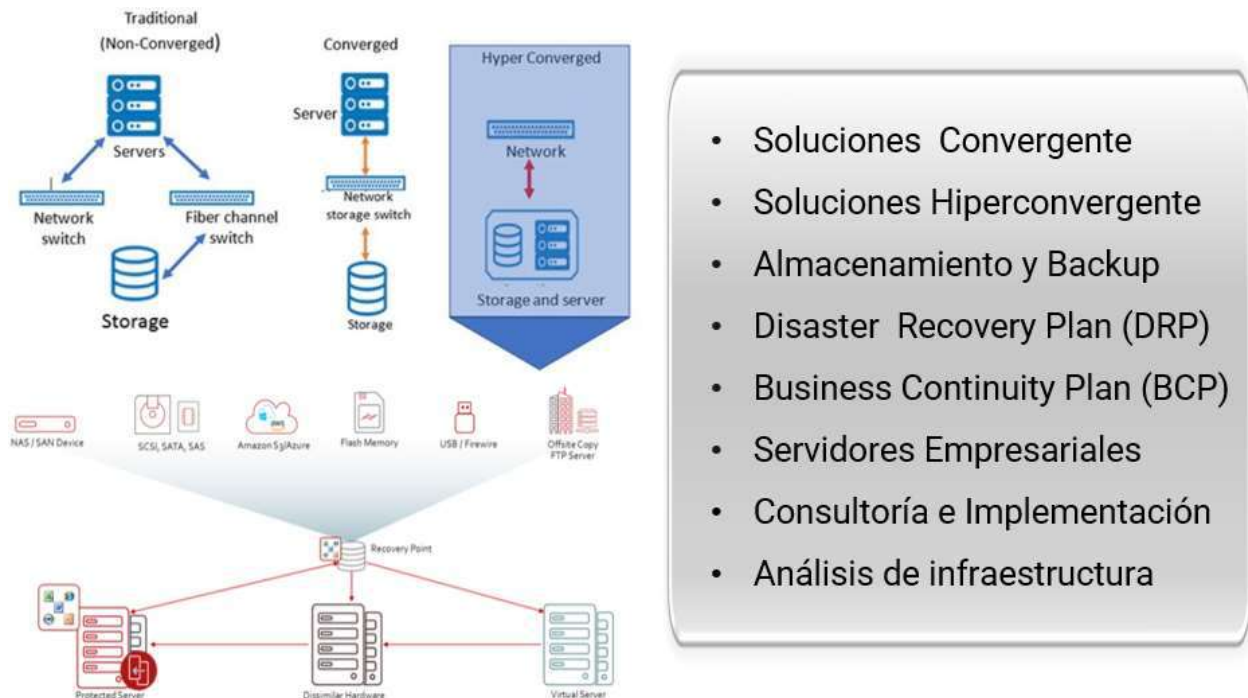 Traditional
(Non-Converged)
Servers
Network
switch
Fiber channel
switch
Storage
Converged
Server
Network
storage switch
Storage
Hyper Converged
Network
Storage and server
NAS / SAN Device
SCSI, SATA, SAS
aws
Amazon S3/Azure
Flash Memory
USB / Firewire
Offsite Copy
FTP Server
Recovery Point
Protected Server
Dissimilar Hardware
Virtual Server
• Soluciones Convergente
• Soluciones Hiperconvergente
• Almacenamiento y Backup
• Disaster Recovery Plan (DRP)
• Business Continuity Plan (BCP)
• Servidores Empresariales
• Consultoría e Implementación
• Análisis de infraestructura